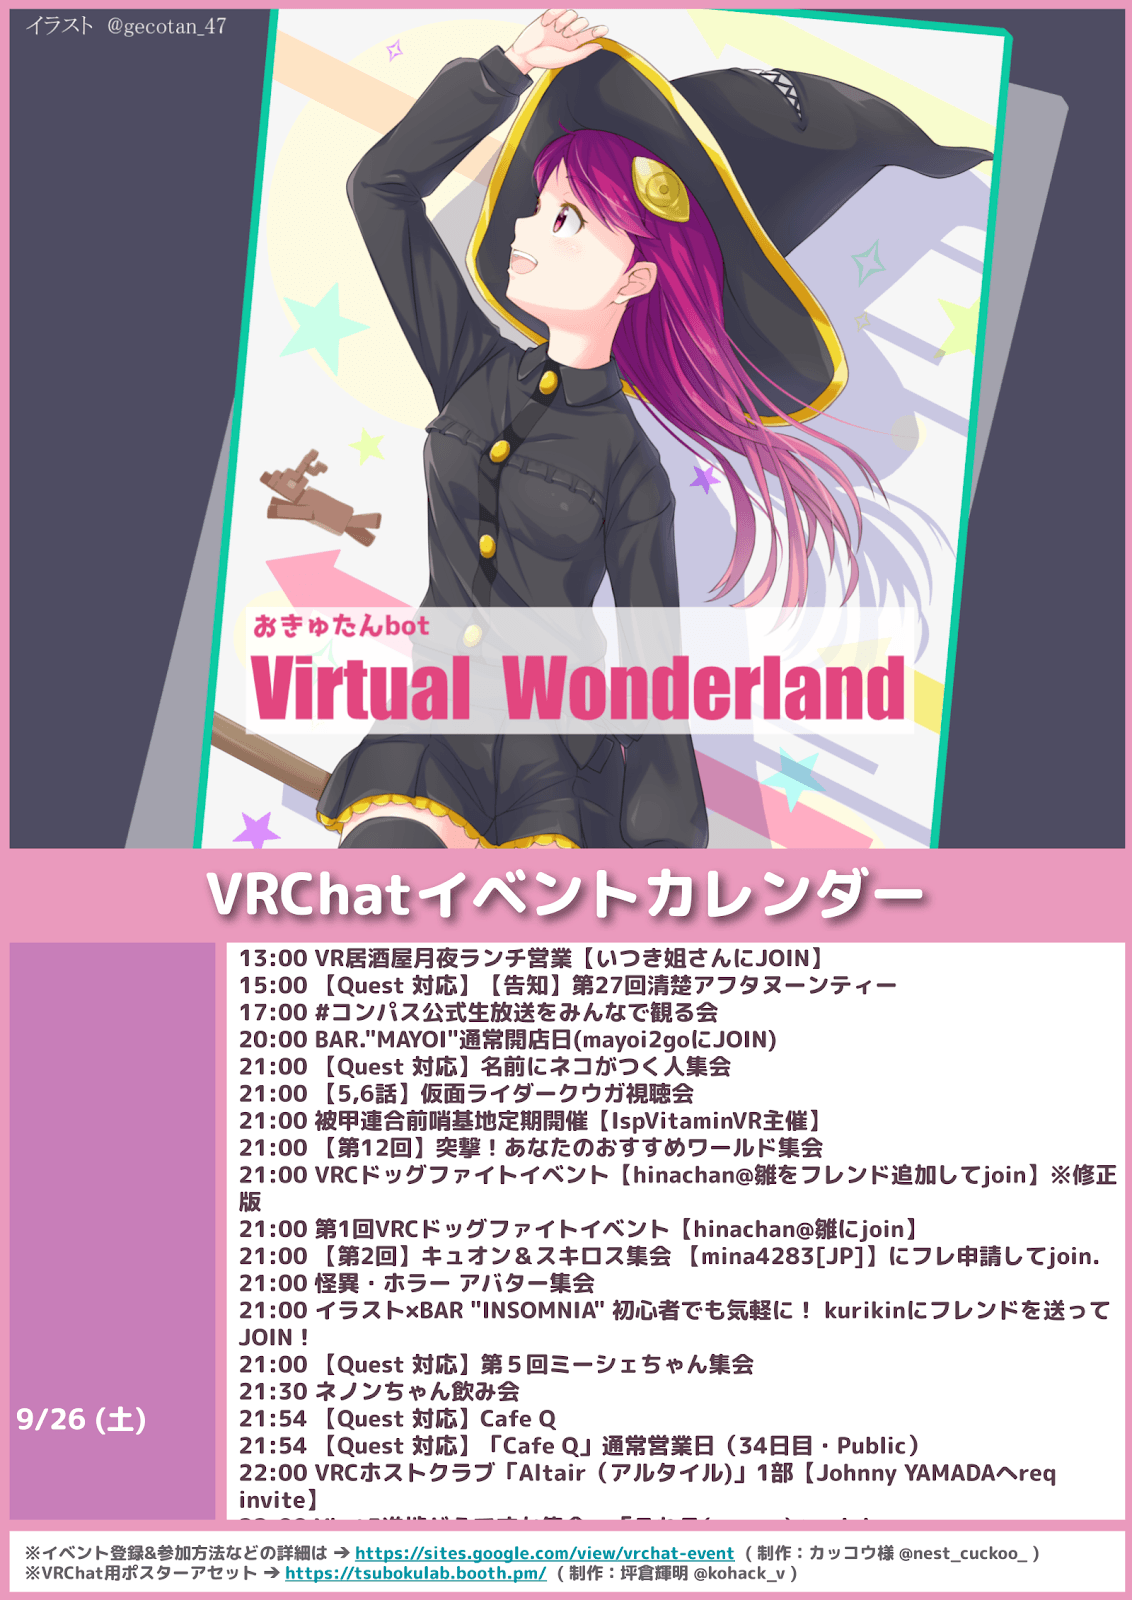 イラスト @gecotan_47
おきゅたんbot
Virtual Wonderland
VRChatイベントカレンダー
9/26 (土)
13:00 VR居酒屋月夜ランチ営業【いつき姐さんにJOIN】
15:00 【Quest 対応】【告知】第27回清楚アフタヌーンティー
17:00 #コンパス公式生放送をみんなで観る会
20:00 BAR."MAYOI"通常開店日(mayoi2goにJOIN)
21:00 【Quest 対応】名前にネコがつく人集会
21:00 【5,6話】仮面ライダークウガ視聴会
21:00 被甲連合前哨基地定期開催【IspVitaminVR主催】
21:00 【第12回】突撃！あなたのおすすめワールド集会
21:00 VRCドッグファイトイベント【hinachan@雛をフレンド追加してjoin】※修正
版
21:00 第1回VRCドッグファイトイベント【hinachan@雛にjoin】
21:00 【第2回】キュオン＆スキロス集会 【mina4283[JP]】にフレ申請してjoin.
21:00 怪異・ホラー アバター集会
21:00 イラスト×BAR "INSOMNIA" 初心者でも気軽に！ kurikinにフレンドを送って
JOIN！
21:00 【Quest 対応】第５回ミーシェちゃん集会
21:30 ネノンちゃん飲み会
21:54 【Quest 対応】Cafe Q
21:54 【Quest 対応】「Cafe Q」通常営業日（34日目・Public）
22:00 VRCホストクラブ「Altair（アルタイル)」1部【Johnny YAMADAへreq
invite】
※イベント登録&参加方法などの詳細は → https://sites.google.com/view/vrchat-event ( 制作：カッコウ様 @nest_cuckoo_ )
※VRChat用ポスターアセット → https://tsubokulab.booth.pm/ ( 制作：坪倉輝明 @kohack_v )